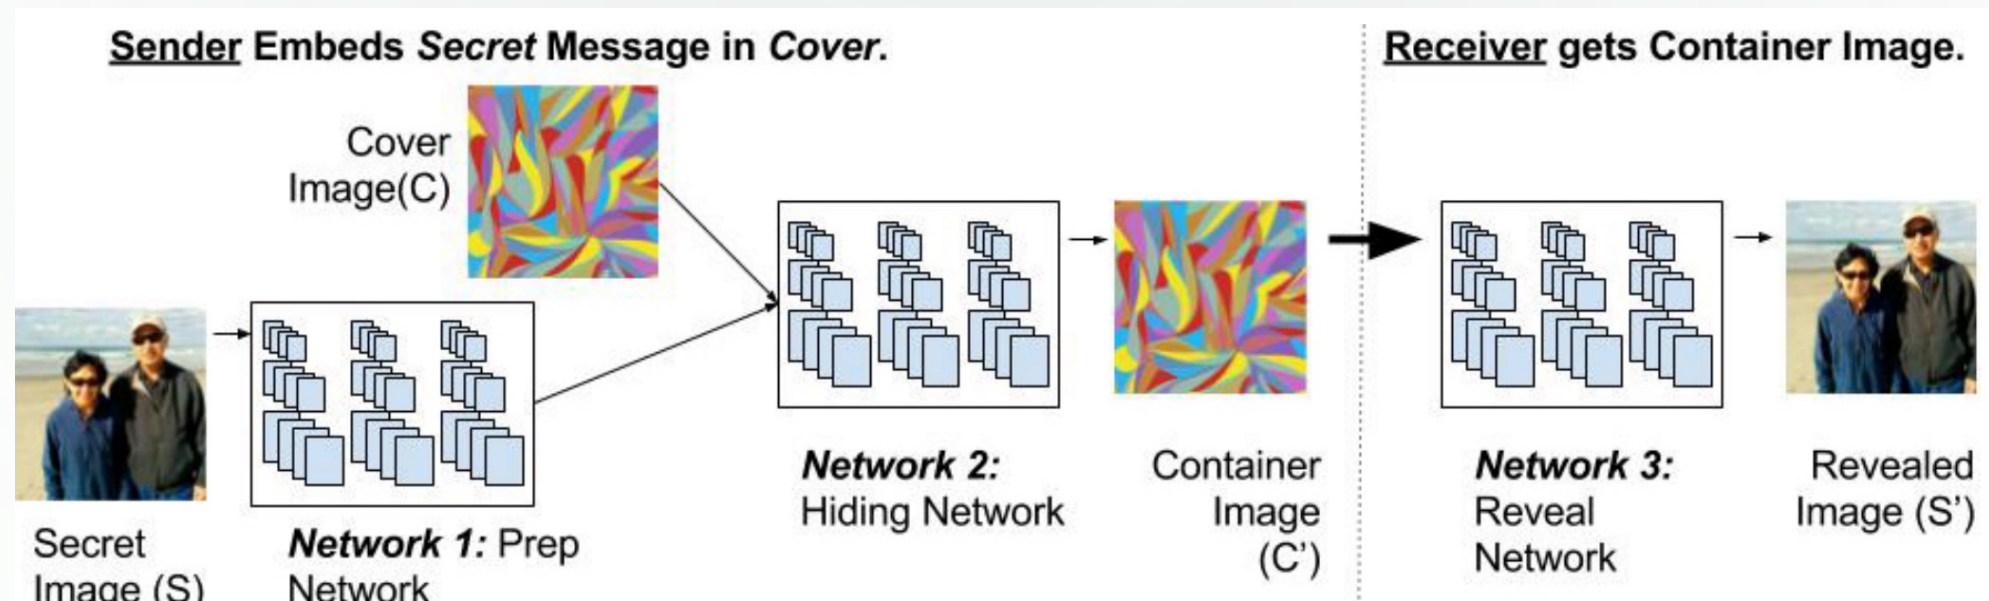 Sender Embeds Secret Message in Cover.
Receiver gets Container Image.
Cover
Image(C)
Secret
Image (S)
Network 1: Prep
Network
Network 2:
Hiding Network
Container
Image
(C’)
Network 3:
Reveal
Network
Revealed
Image (S’)